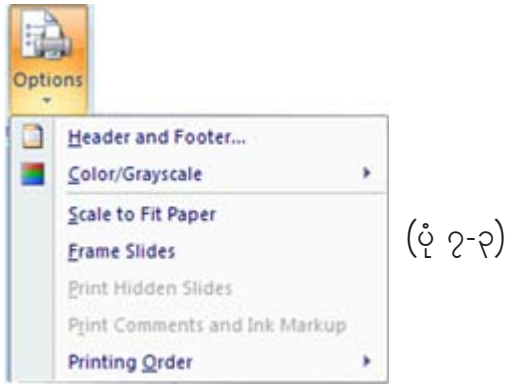 Options
Header and Footer...
Color/Grayscale
Scale to Fit Paper
Frame Slides
Print Hidden Slides
Print Comments and Ink Markup
Printing Order
(ပုံ ၇-၃)